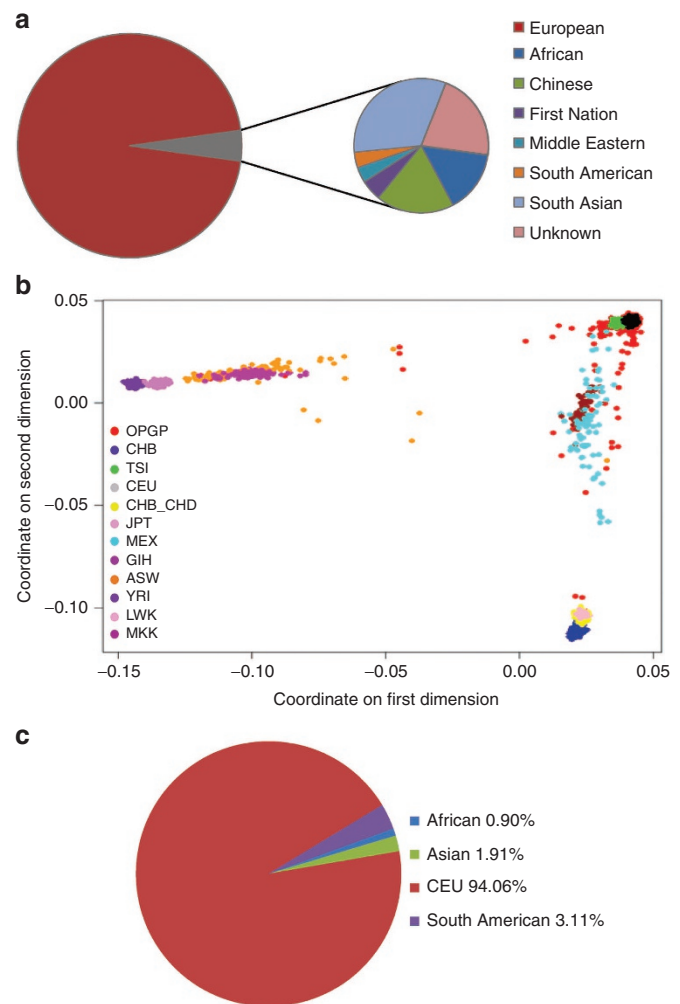 a
European
African
Chinese
First Nation
Middle Eastern
South American
South Asian
Unknown
b
0.05
0.00
−0.05
−0.10
Coordinate on second dimension
OPGP
CHB
TSI
CEU
CHB_CHD
JPT
MEX
GIH
ASW
YRI
LWK
MKK
−0.15
−0.10
−0.05
0.00
0.05
Coordinate on first dimension
c
African 0.90%
Asian 1.91%
CEU 94.06%
South American 3.11%